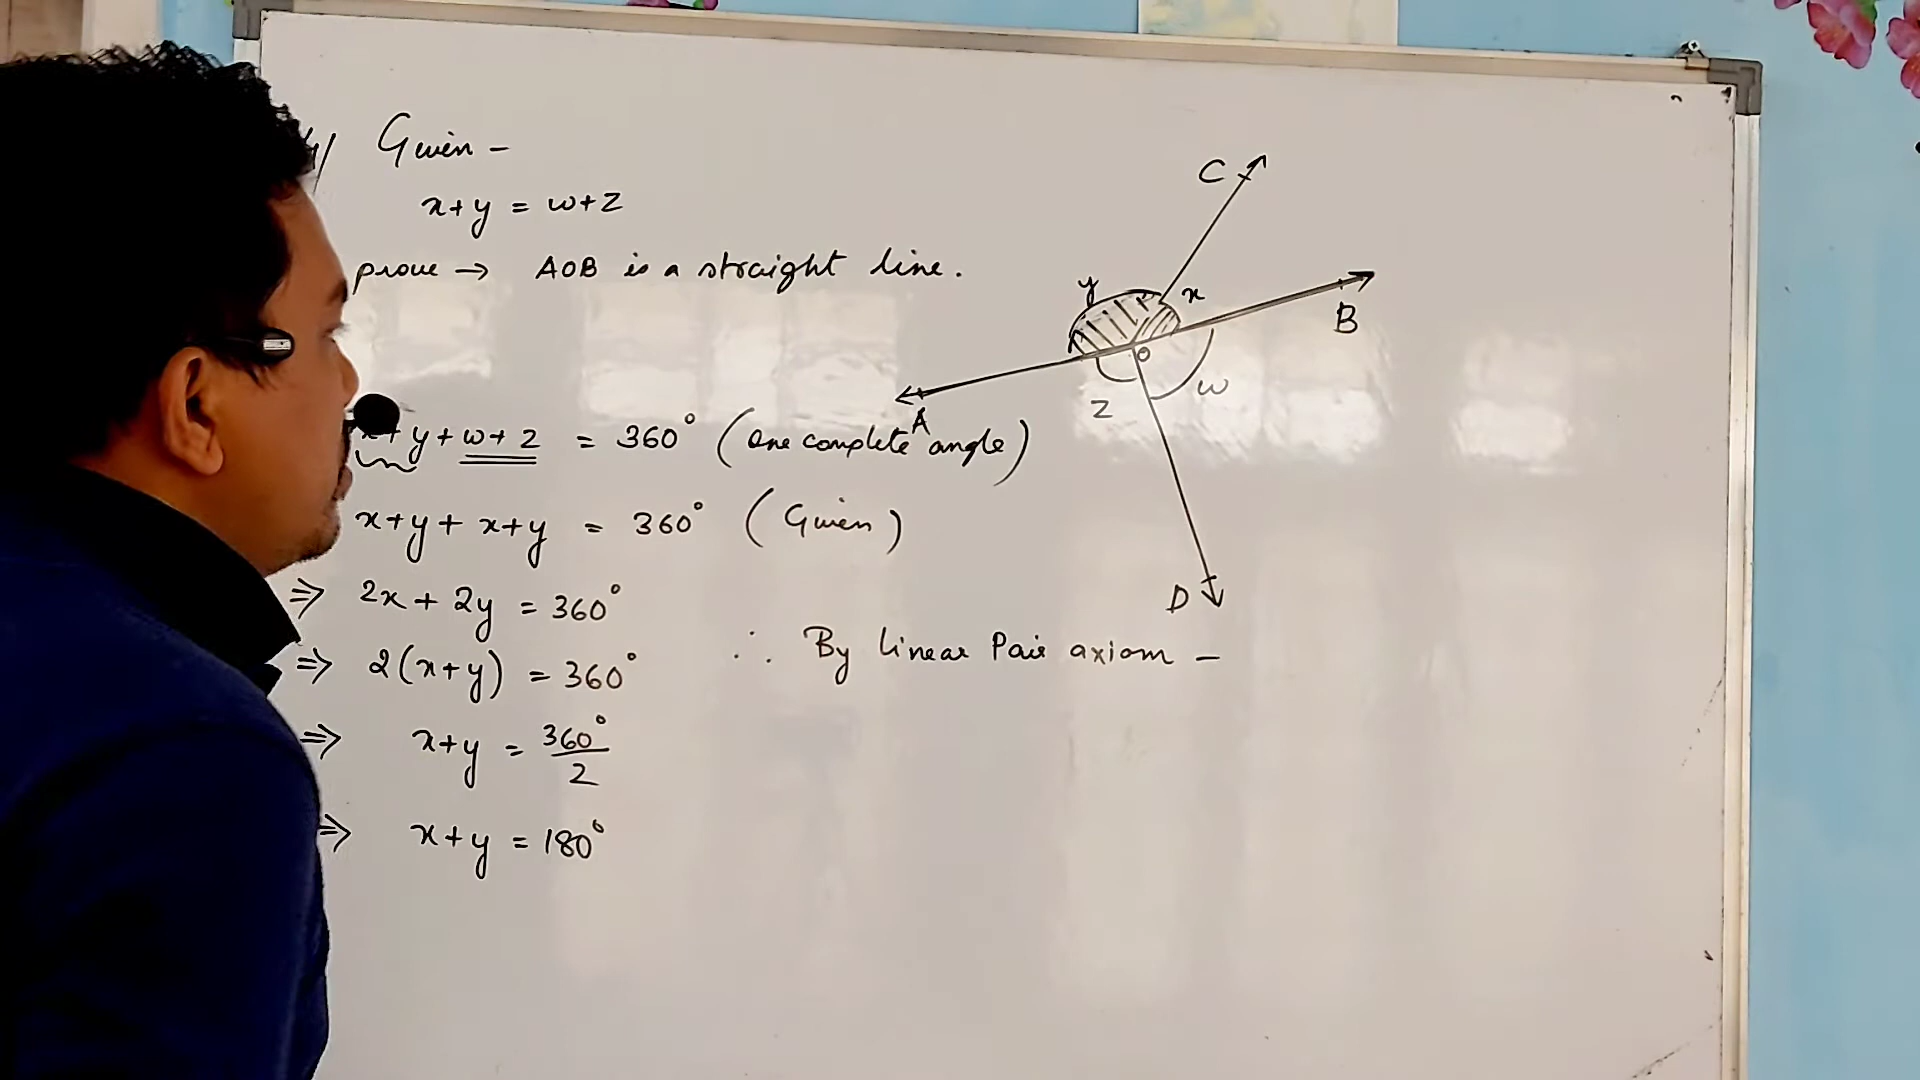 Given -
x+y = w+z
prove → AOB is a straight line.
x+y+w+z = 360° (one complete angle)
x+y+x+y = 360° (Given)
⇒ 2x+2y = 360°
⇒ 2(x+y) = 360°
⇒ x+y = 360°/2
⇒ x+y = 180°
C
y
x
B
O
A
z
w
D
∴ By linear Pair axiom -